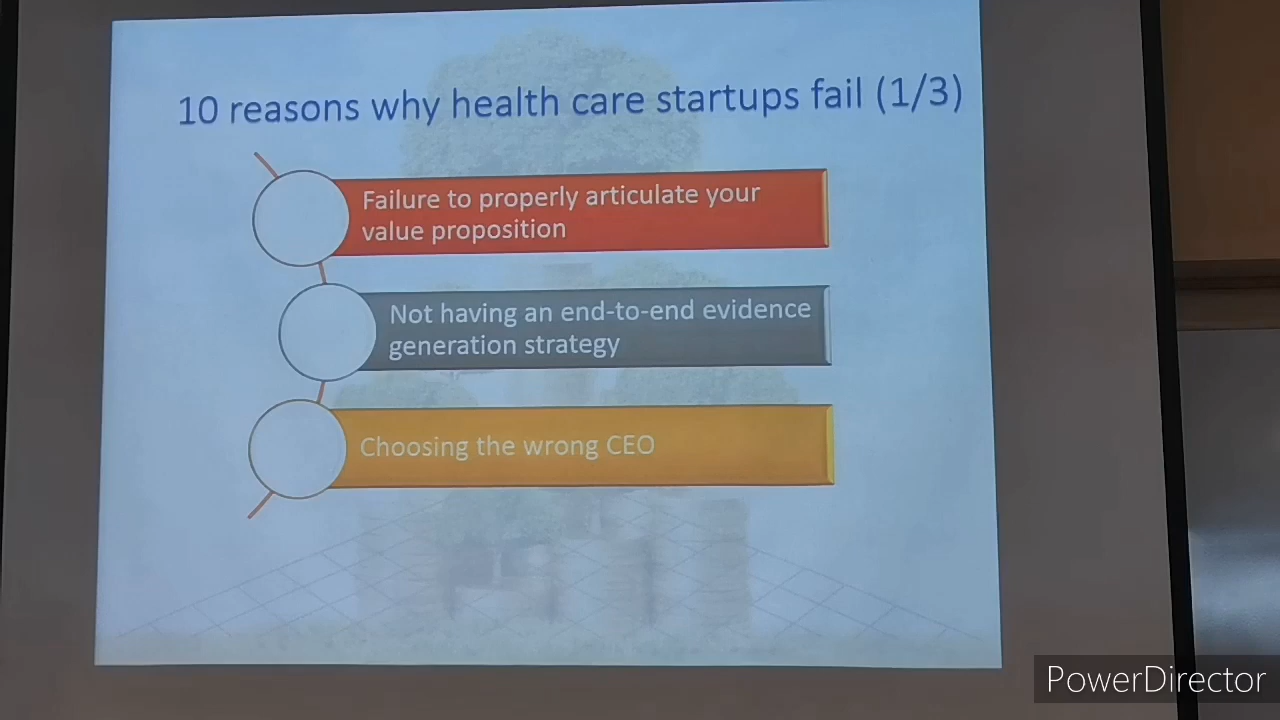 10 reasons why health care startups fail (1/3)
Failure to properly articulate your
value proposition
Not having an end-to-end evidence
generation strategy
Choosing the wrong CEO
PowerDirector